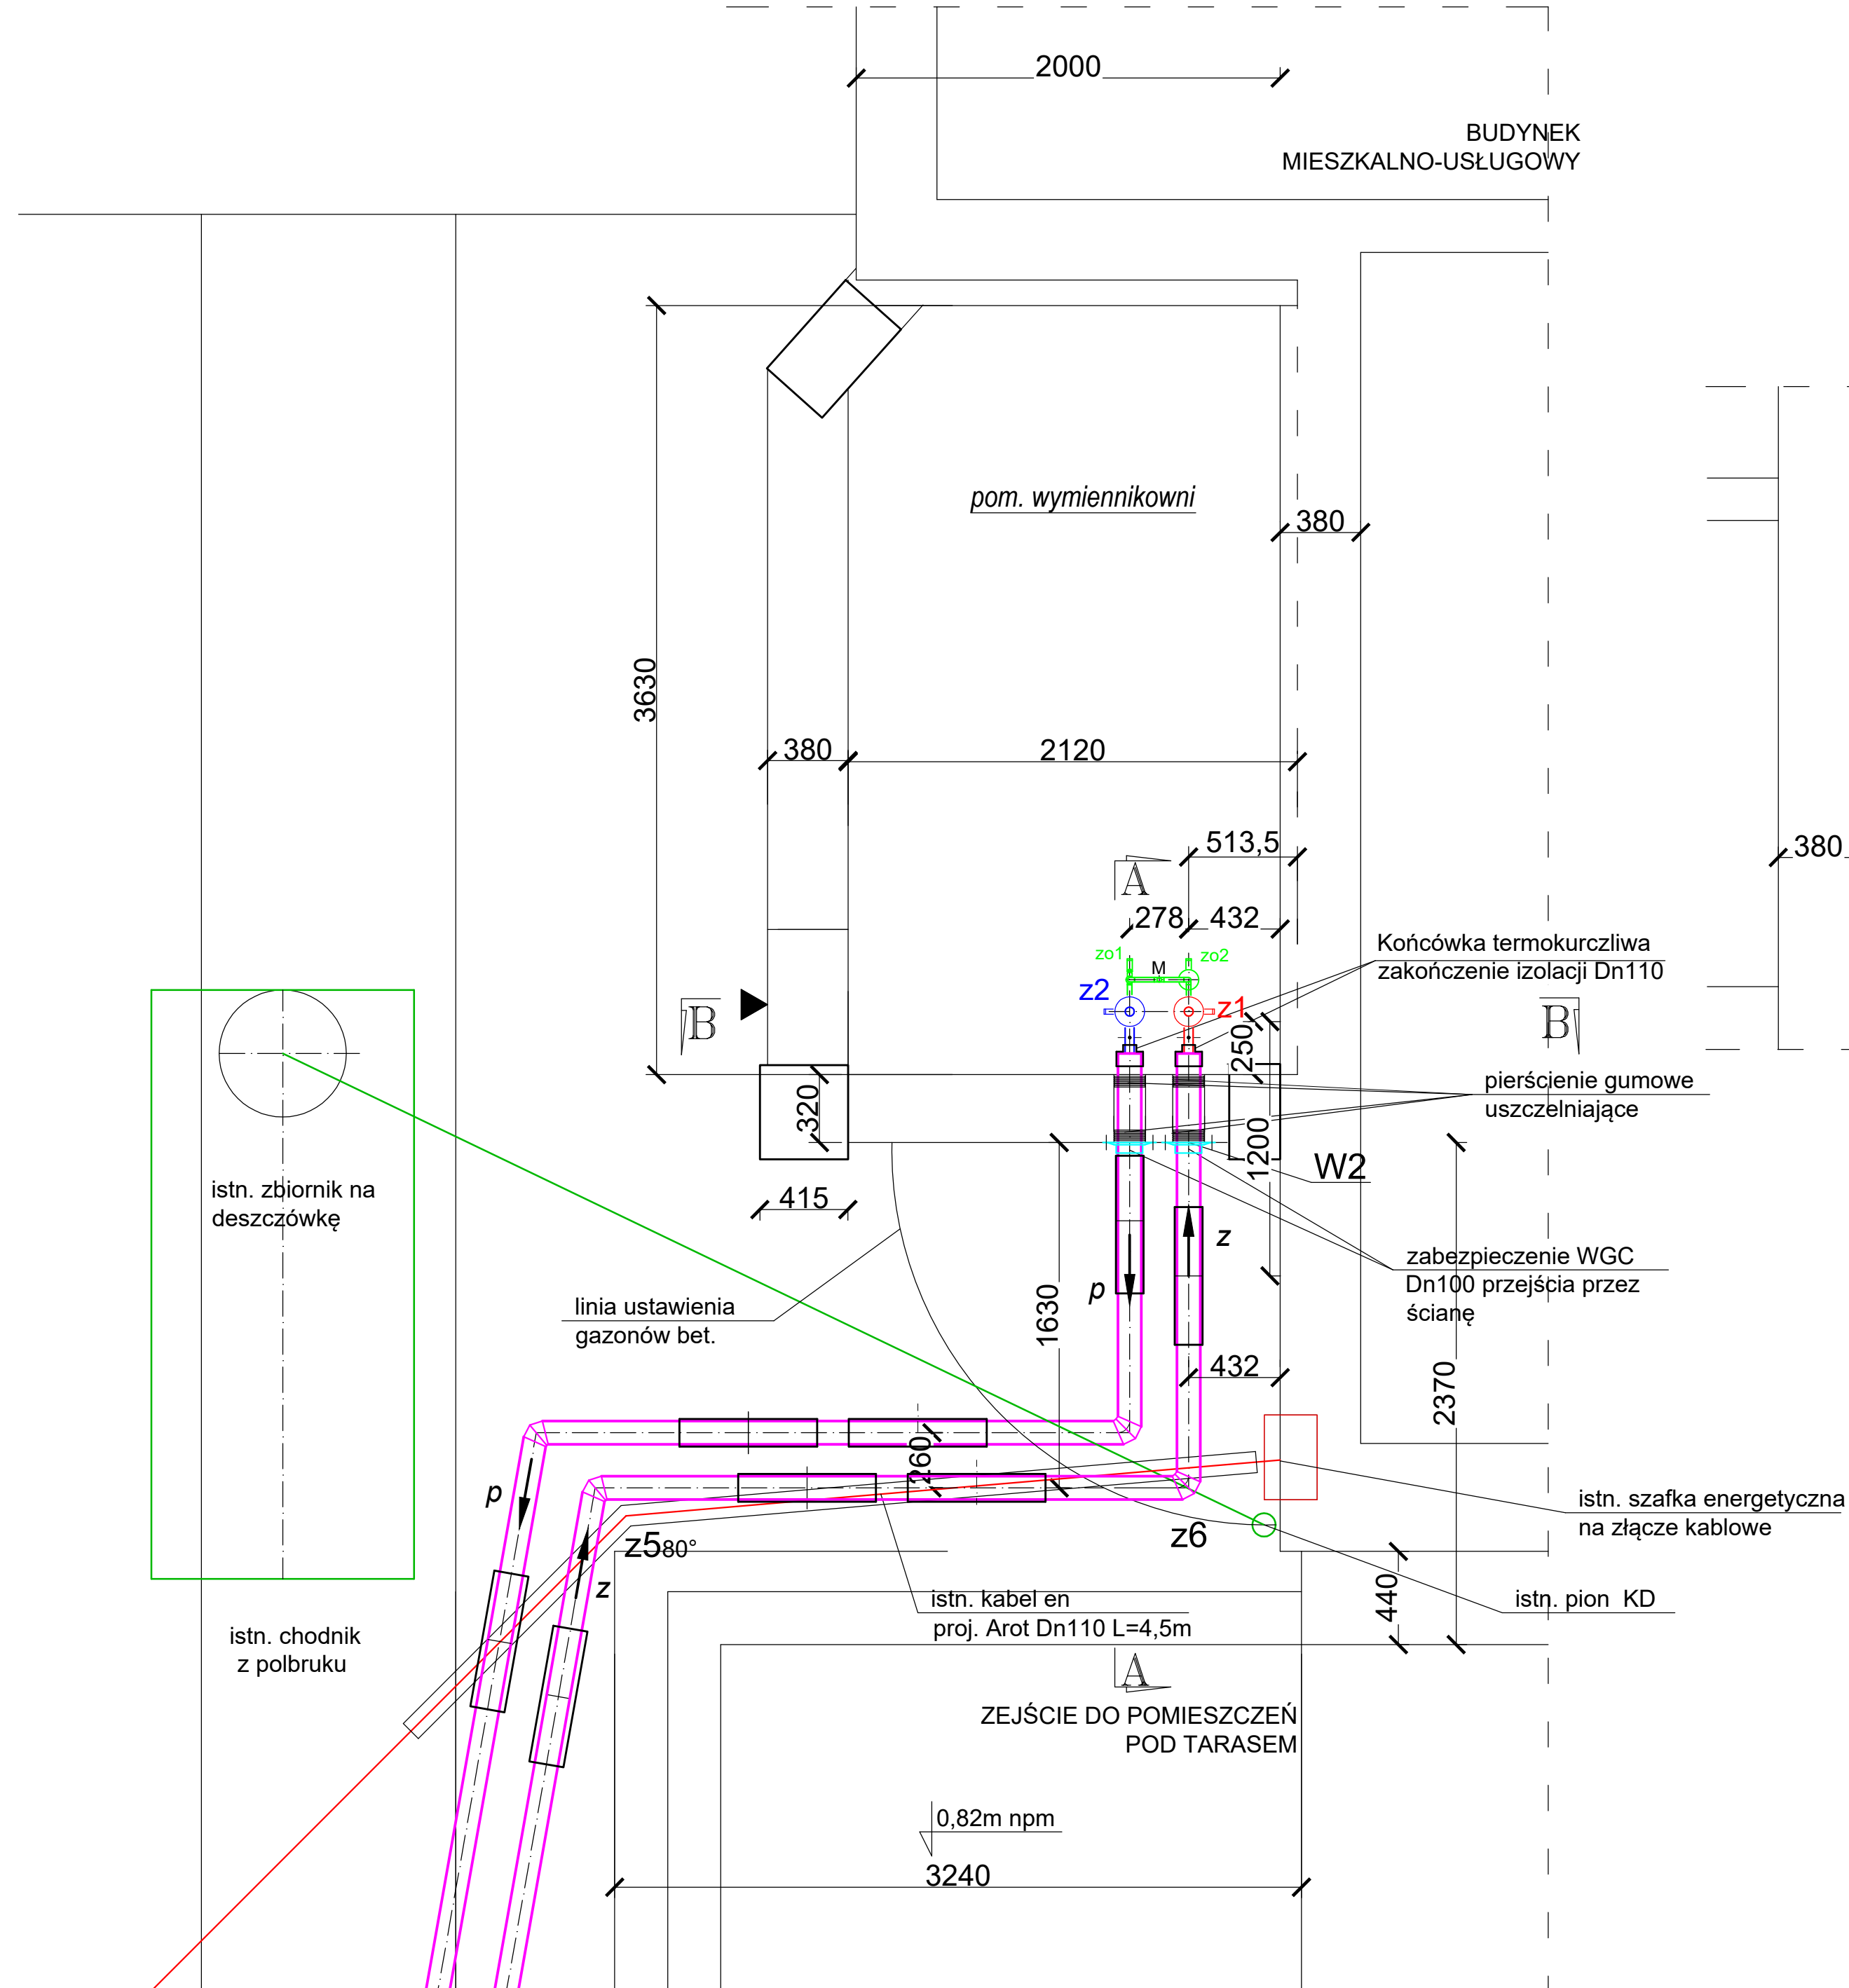 2000
BUDYNEK
MIESZKALNO-USŁUGOWY
pom. wymiennikowni
380
3630
380
2120
380
513,5
A
278
432
Końcówka termokurczliwa
zakończenie izolacji Dn110
zo1
M
zo2
z2
z1
B
B
250
pierścienie gumowe
uszczelniające
320
1200
W2
415
istn. zbiornik na
deszczówkę
z
zabezpieczenie WGC
Dn100 przejścia przez
ścianę
p
linia ustawienia
gazonów bet.
1630
432
2370
260
p
istn. szafka energetyczna
na złącze kablowe
z580°
z6
z
440
istn. kabel en
proj. Arot Dn110 L=4,5m
istn. pion KD
istn. chodnik
z polbruku
A
ZEJŚCIE DO POMIESZCZEŃ
POD TARASEM
0,82m npm
3240